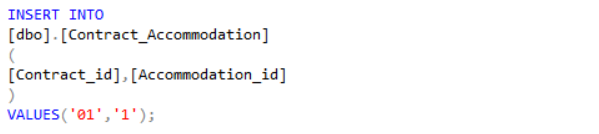 INSERT INTO
[dbo].[Contract_Accommodation]
(
[Contract_id],[Accommodation_id]
)
VALUES('01','1');